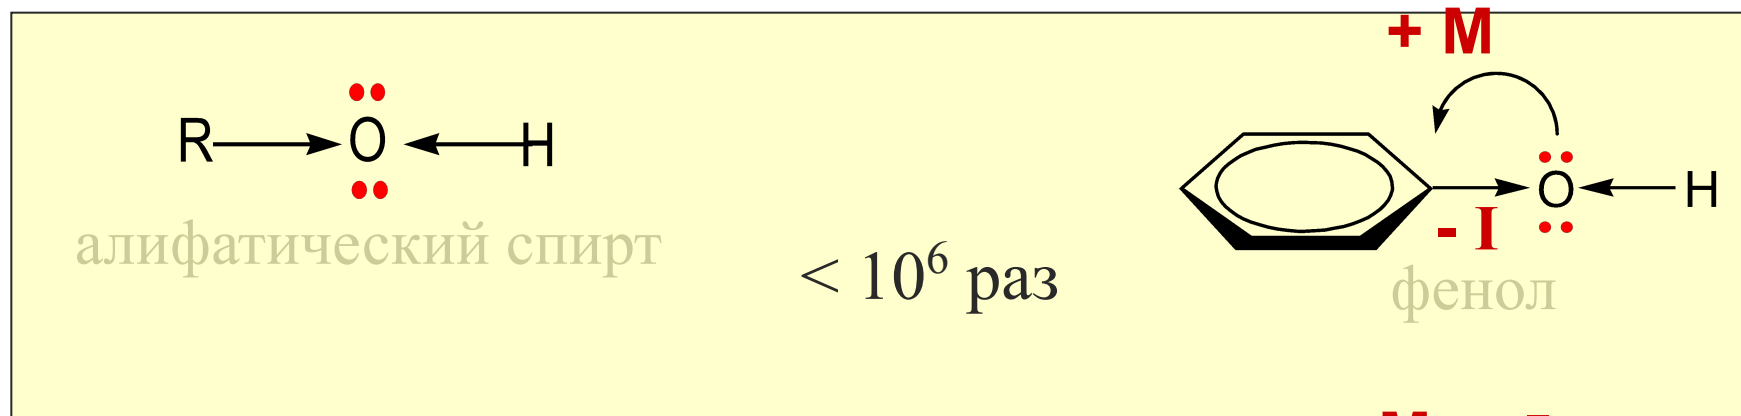 + M
R O H
O H
- I
алифатический спирт
< 10⁶ раз
фенол